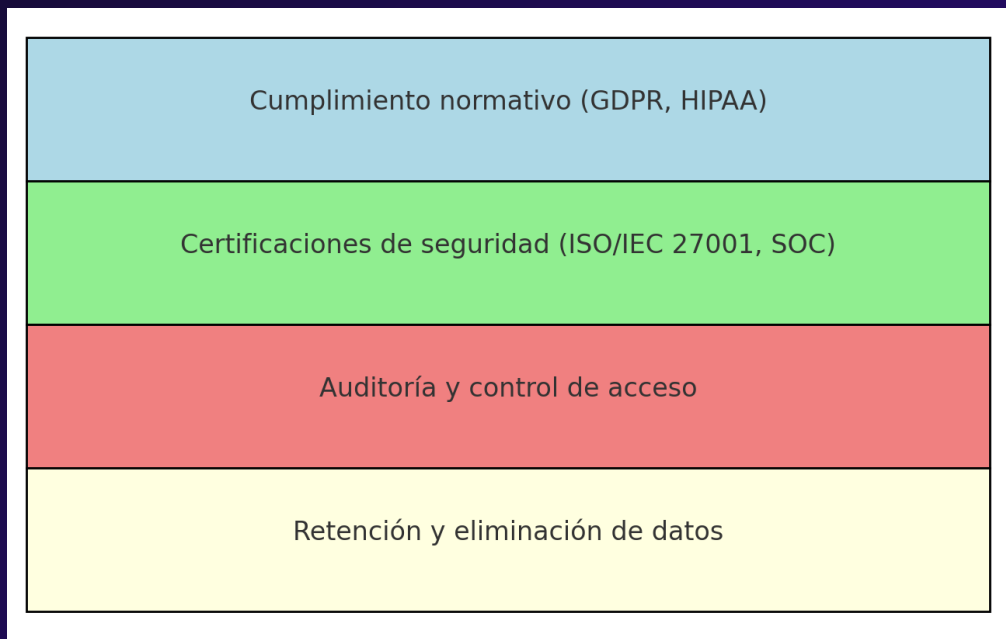 Cumplimiento normativo (GDPR, HIPAA)
Certificaciones de seguridad (ISO/IEC 27001, SOC)
Auditoría y control de acceso
Retención y eliminación de datos